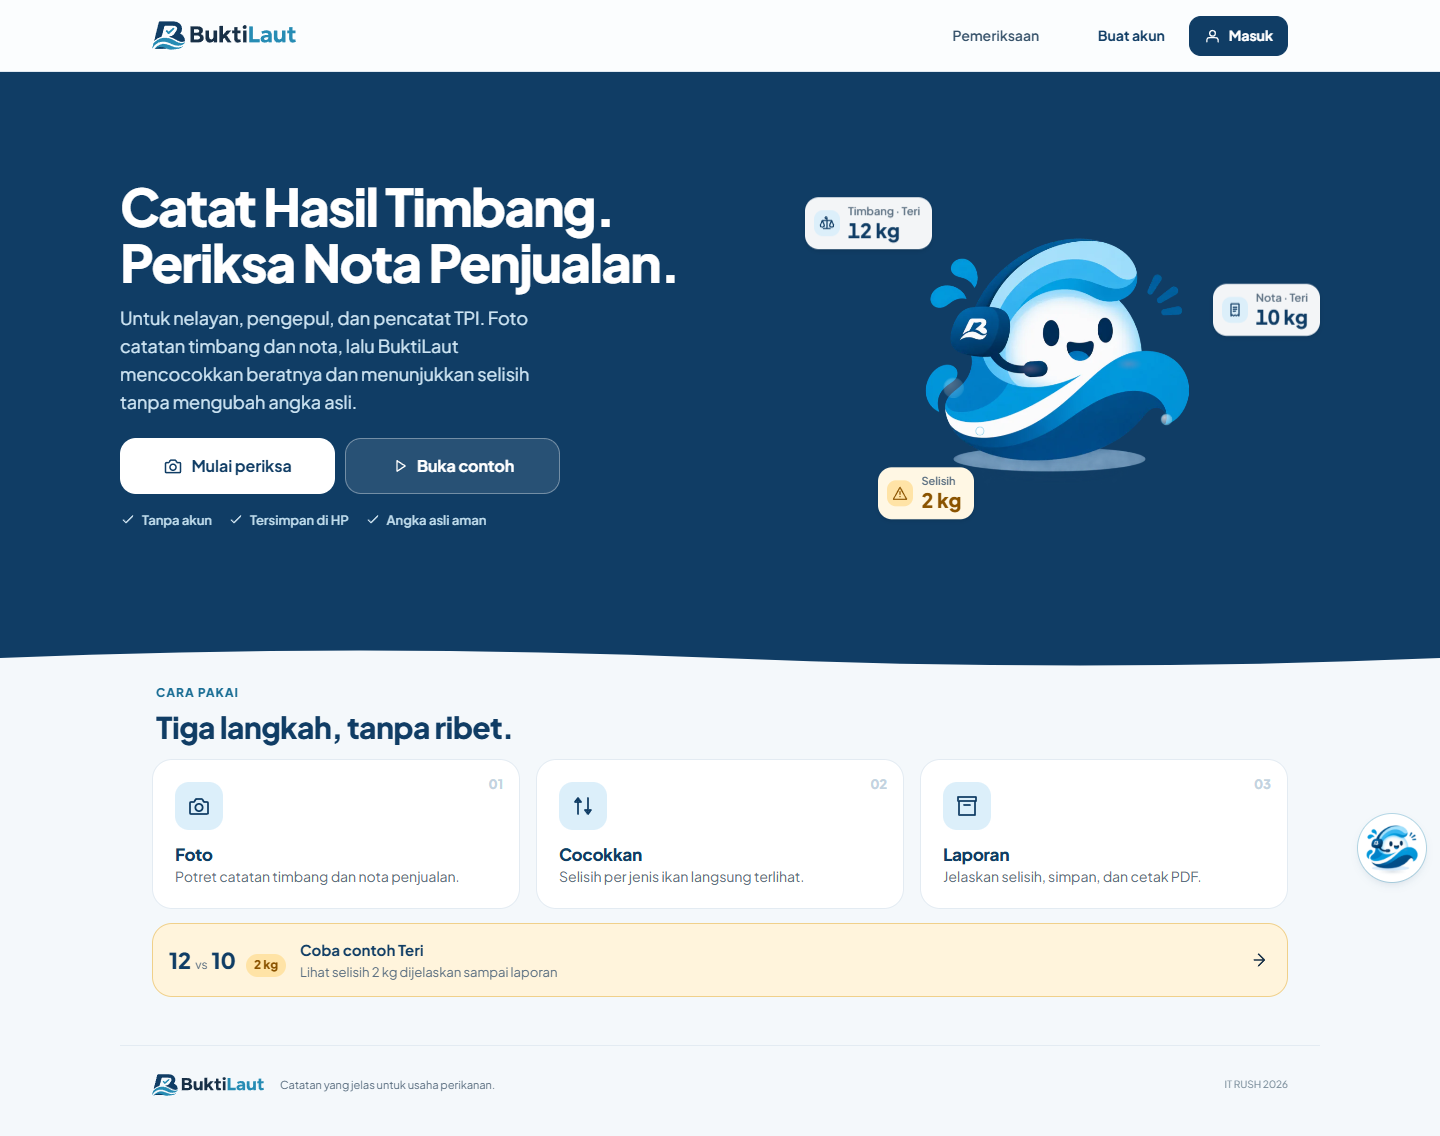 BuktiLaut
Pemeriksaan
Buat akun
Masuk
Catat Hasil Timbang.
Periksa Nota Penjualan.
Untuk nelayan, pengepul, dan pencatat TPI. Foto
catatan timbang dan nota, lalu BuktiLaut
mencocokkan beratnya dan menunjukkan selisih
tanpa mengubah angka asli.
Mulai periksa
Buka contoh
Tanpa akun
Tersimpan di HP
Angka asli aman
Timbang · Teri
12 kg
Nota · Teri
10 kg
Selisih
2 kg
CARA PAKAI
Tiga langkah, tanpa ribet.
01
Foto
Potret catatan timbang dan nota penjualan.
02
Cocokkan
Selisih per jenis ikan langsung terlihat.
03
Laporan
Jelaskan selisih, simpan, dan cetak PDF.
12 vs 10 2 kg
Coba contoh Teri
Lihat selisih 2 kg dijelaskan sampai laporan
BuktiLaut
Catatan yang jelas untuk usaha perikanan.
IT RUSH 2026